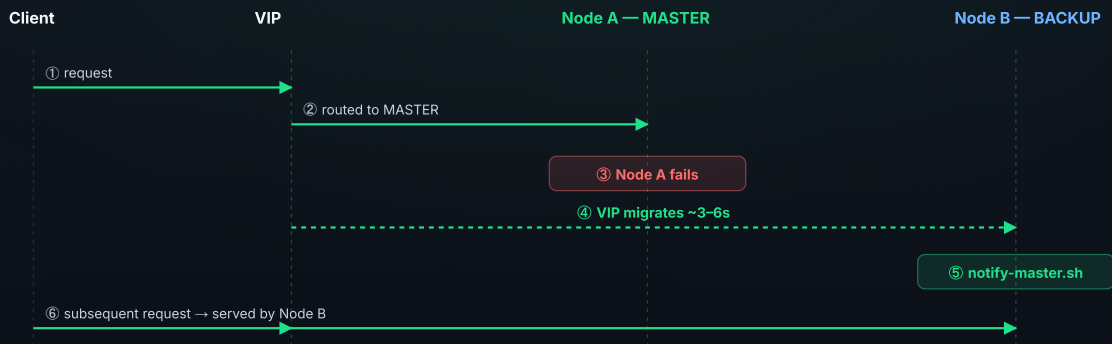 Client VIP Node A — MASTER Node B — BACKUP
① request
② routed to MASTER
③ Node A fails
④ VIP migrates ~3–6s
⑤ notify-master.sh
⑥ subsequent request → served by Node B